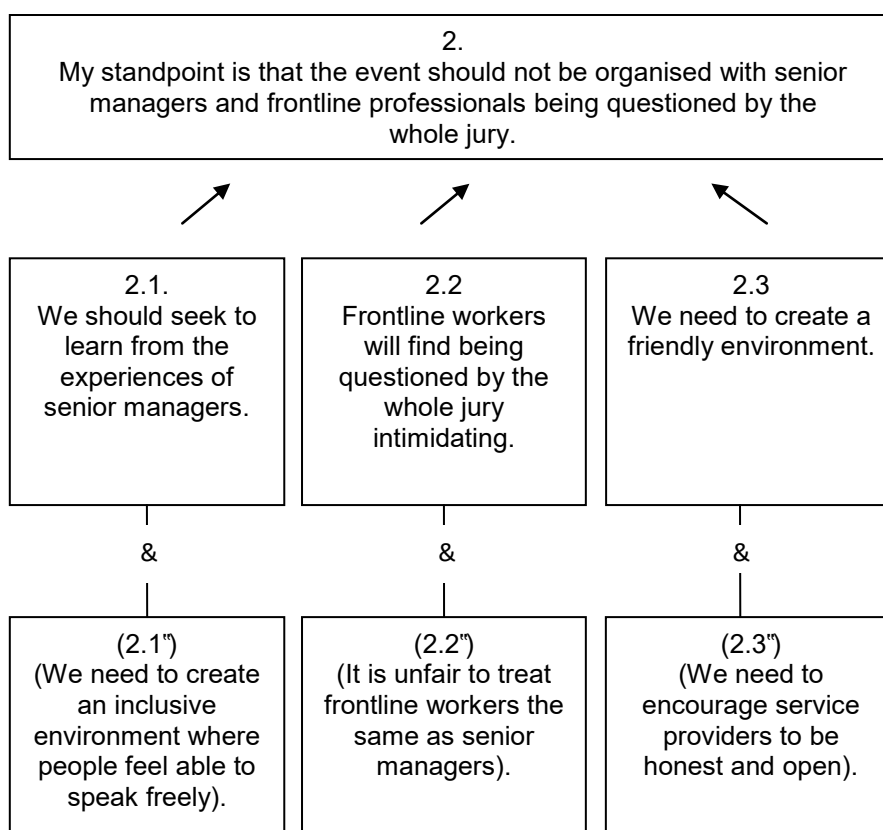 2.
My standpoint is that the event should not be organised with senior
managers and frontline professionals being questioned by the
whole jury.
2.1.
We should seek to
learn from the
experiences of
senior managers.
2.2
Frontline workers
will find being
questioned by the
whole jury
intimidating.
2.3
We need to create a
friendly environment.
&
&
&
(2.1‟)
(We need to create
an inclusive
environment where
people feel able to
speak freely).
(2.2‟)
(It is unfair to treat
frontline workers the
same as senior
managers).
(2.3‟)
(We need to
encourage service
providers to be
honest and open).